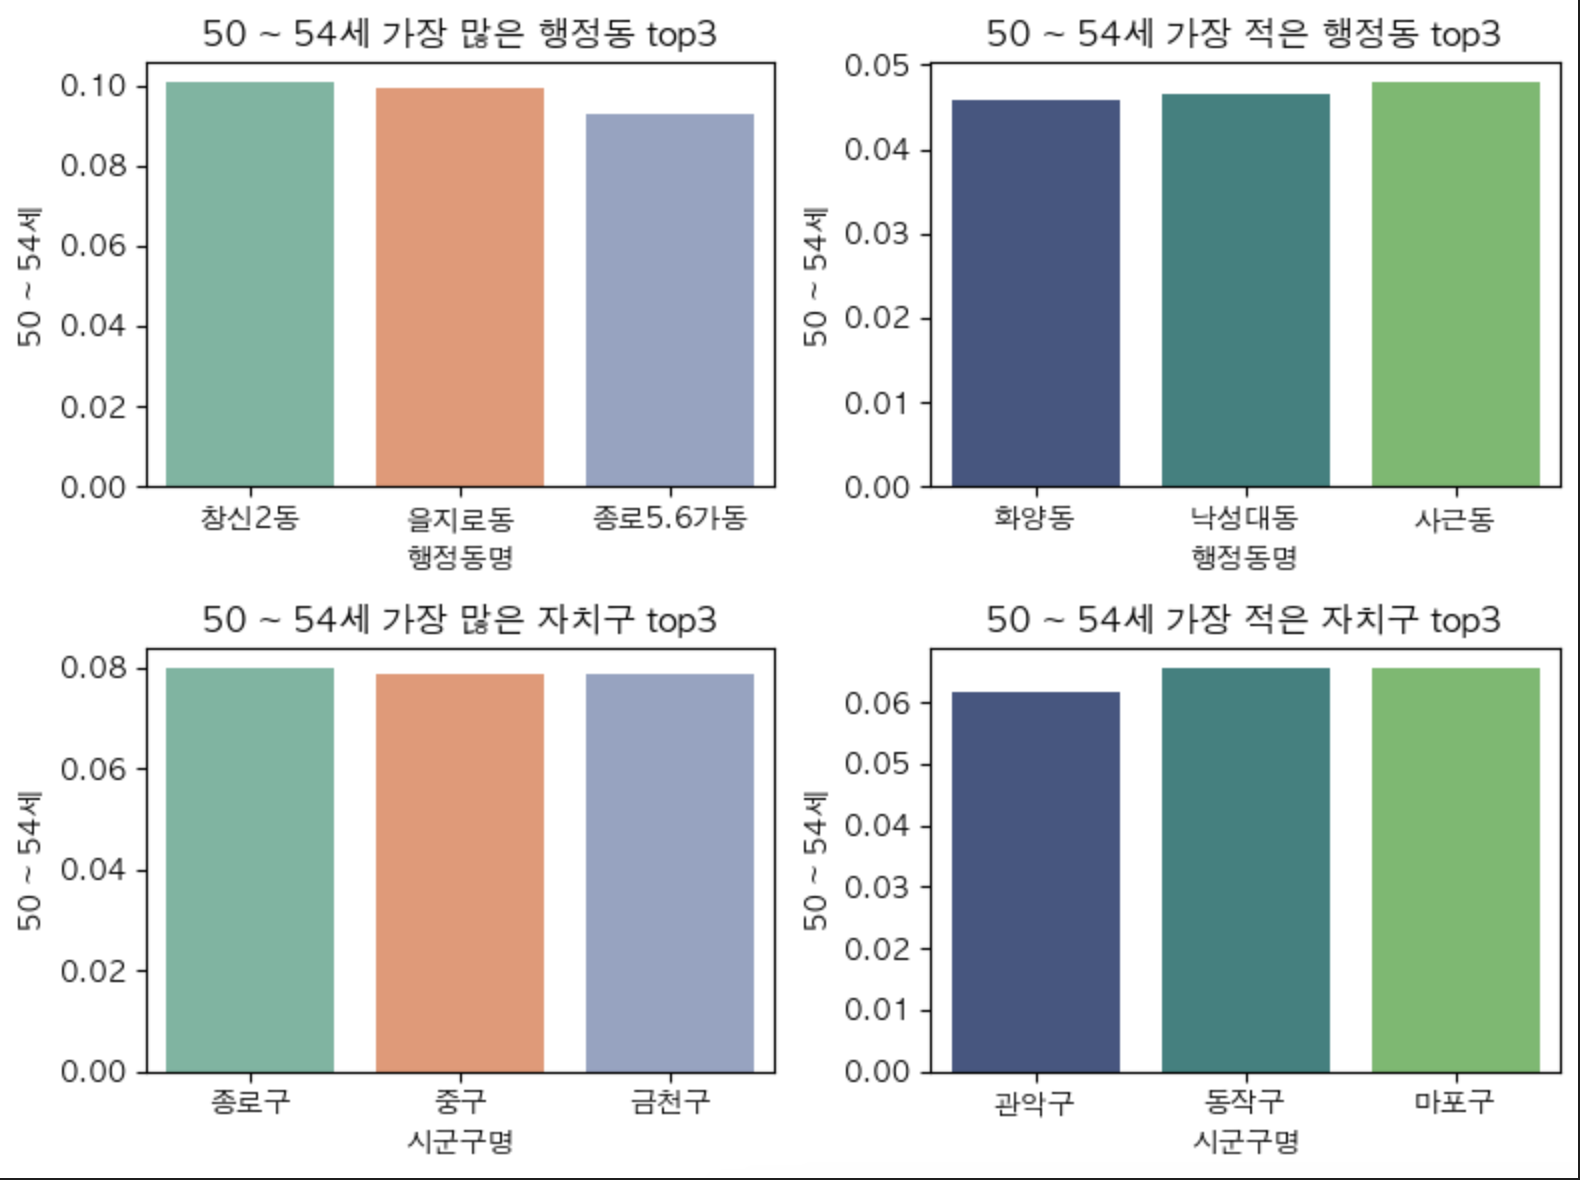 50 ~ 54세 가장 많은 행정동 top3
0.10
0.08
0.06
0.04
0.02
0.00
50 ~ 54세
창신2동 을지로동 종로5.6가동
행정동명
50 ~ 54세 가장 적은 행정동 top3
0.05
0.04
0.03
0.02
0.01
0.00
50 ~ 54세
화양동 낙성대동 사근동
행정동명
50 ~ 54세 가장 많은 자치구 top3
0.08
0.06
0.04
0.02
0.00
50 ~ 54세
종로구 중구 금천구
시군구명
50 ~ 54세 가장 적은 자치구 top3
0.06
0.05
0.04
0.03
0.02
0.01
0.00
50 ~ 54세
관악구 동작구 마포구
시군구명